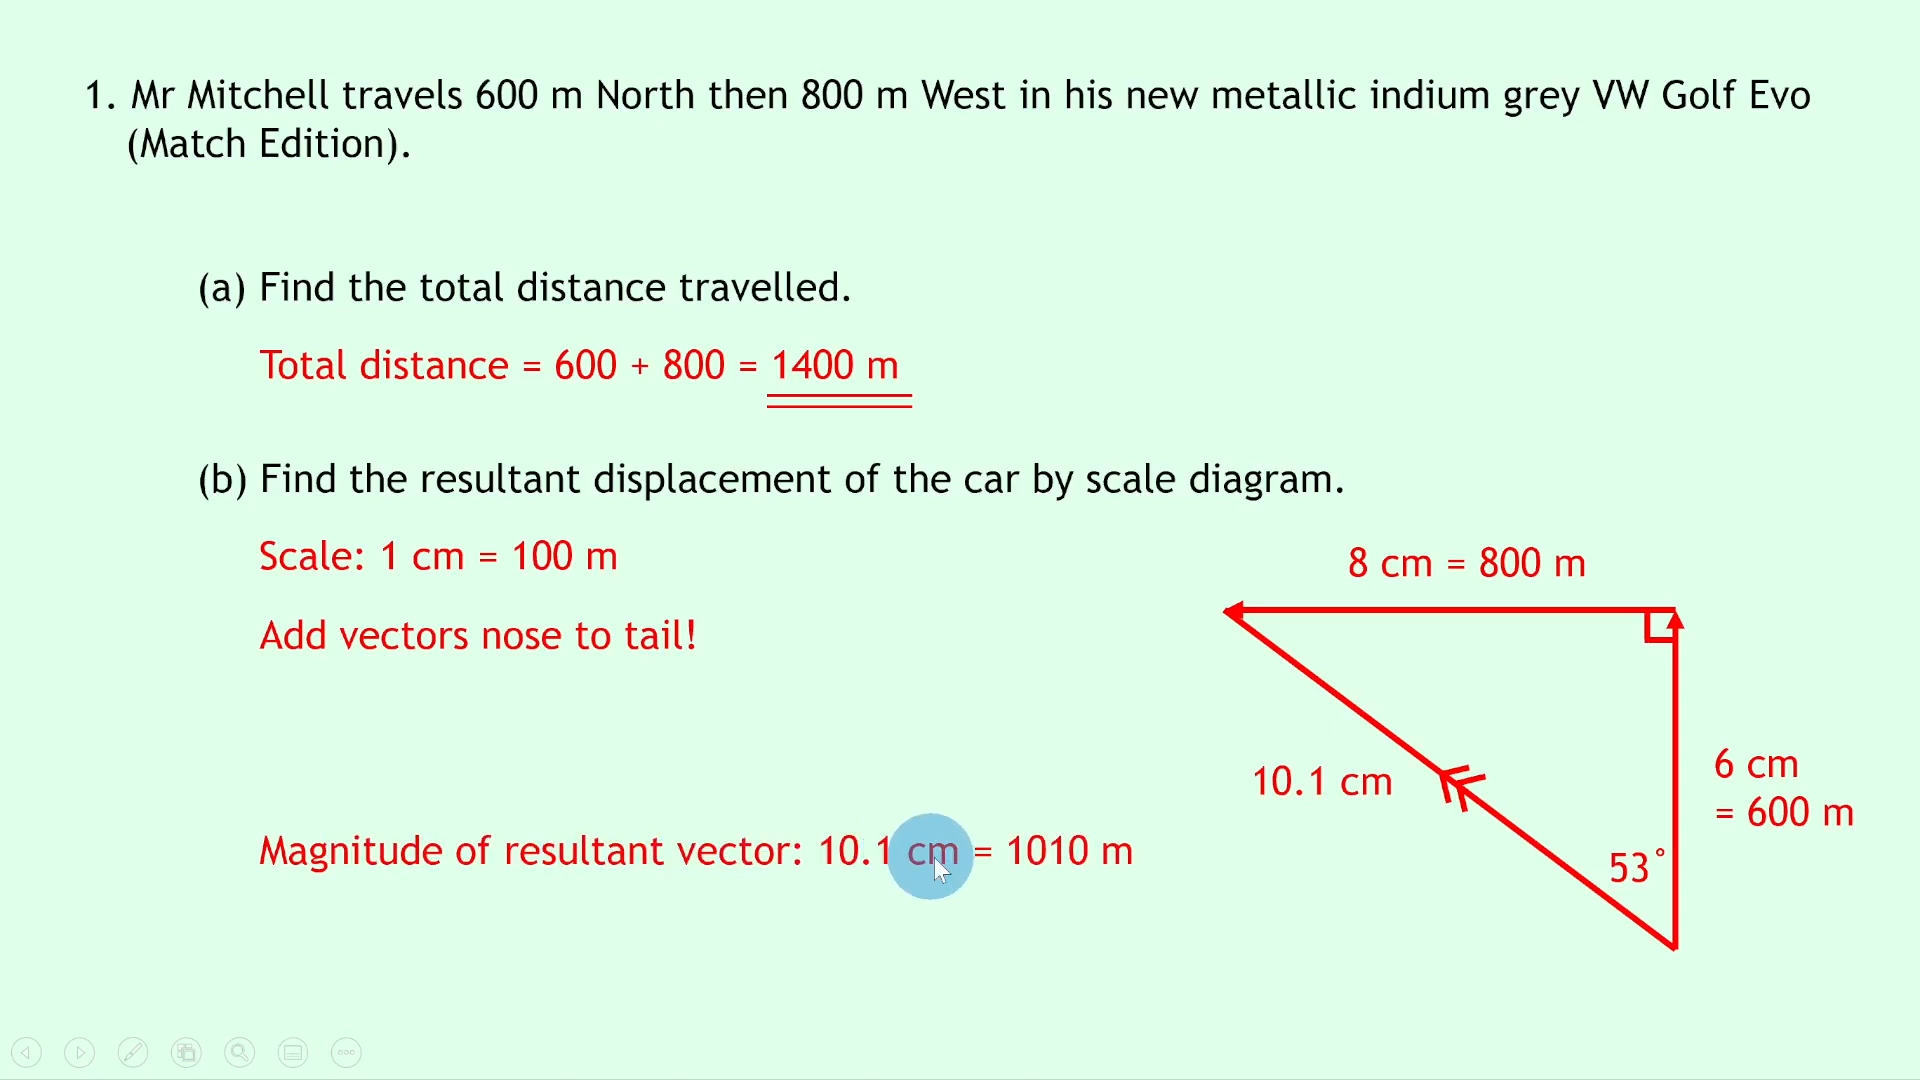 1. Mr Mitchell travels 600 m North then 800 m West in his new metallic indium grey VW Golf Evo
(Match Edition).
(a) Find the total distance travelled.
Total distance = 600 + 800 = 1400 m
(b) Find the resultant displacement of the car by scale diagram.
Scale: 1 cm = 100 m
8 cm = 800 m
Add vectors nose to tail!
10.1 cm
6 cm
= 600 m
Magnitude of resultant vector: 10.1 cm = 1010 m
53°